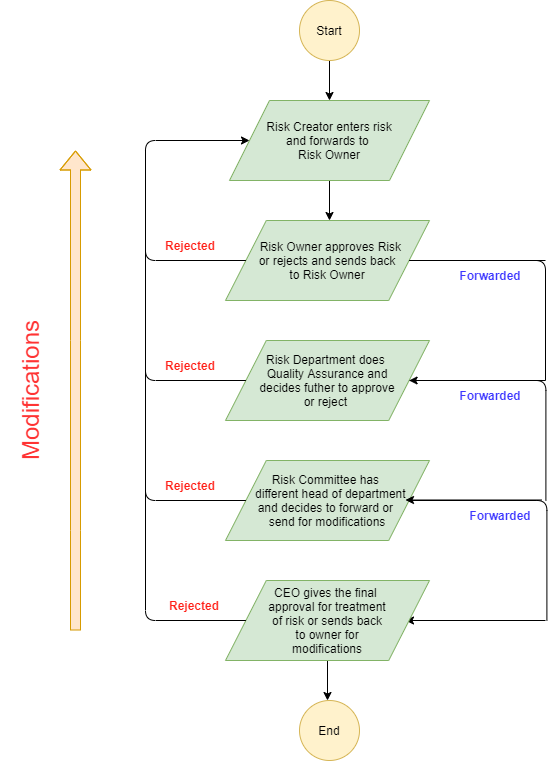 Start
Risk Creator enters risk
and forwards to
Risk Owner
Rejected
Risk Owner approves Risk
or rejects and sends back
to Risk Owner
Forwarded
Rejected
Risk Department does
Quality Assurance and
decides futher to approve
or reject
Forwarded
Modifications
Rejected
Risk Committee has
different head of department
and decides to forward or
send for modifications
Forwarded
Rejected
CEO gives the final
approval for treatment
of risk or sends back
to owner for
modifications
End